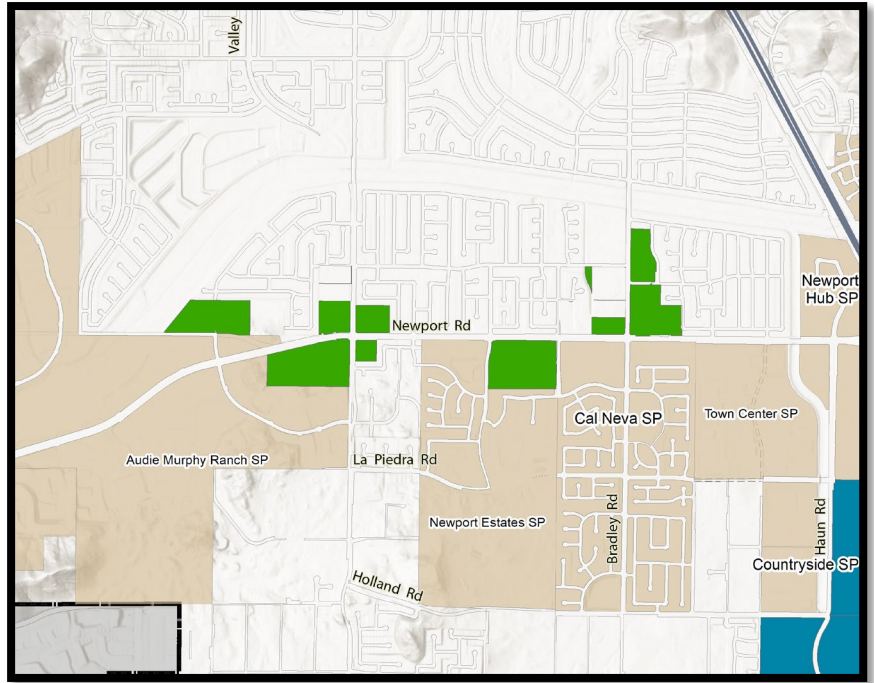 Valley
Newport
Hub SP
Newport Rd
Cal Neva SP
Town Center SP
Audie Murphy Ranch SP
La Piedra Rd
Newport Estates SP
Bradley Rd
Haun Rd
Countryside SP
Holland Rd